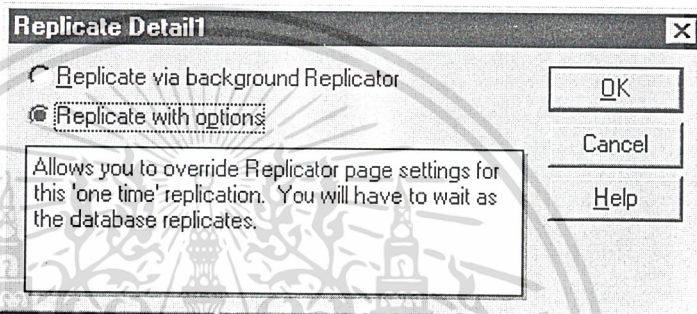 Replicate Detail1
Replicate via background Replicator
Replicate with options
Allows you to override Replicator page settings for
this 'one time' replication. You will have to wait as
the database replicates.
OK
Cancel
Help